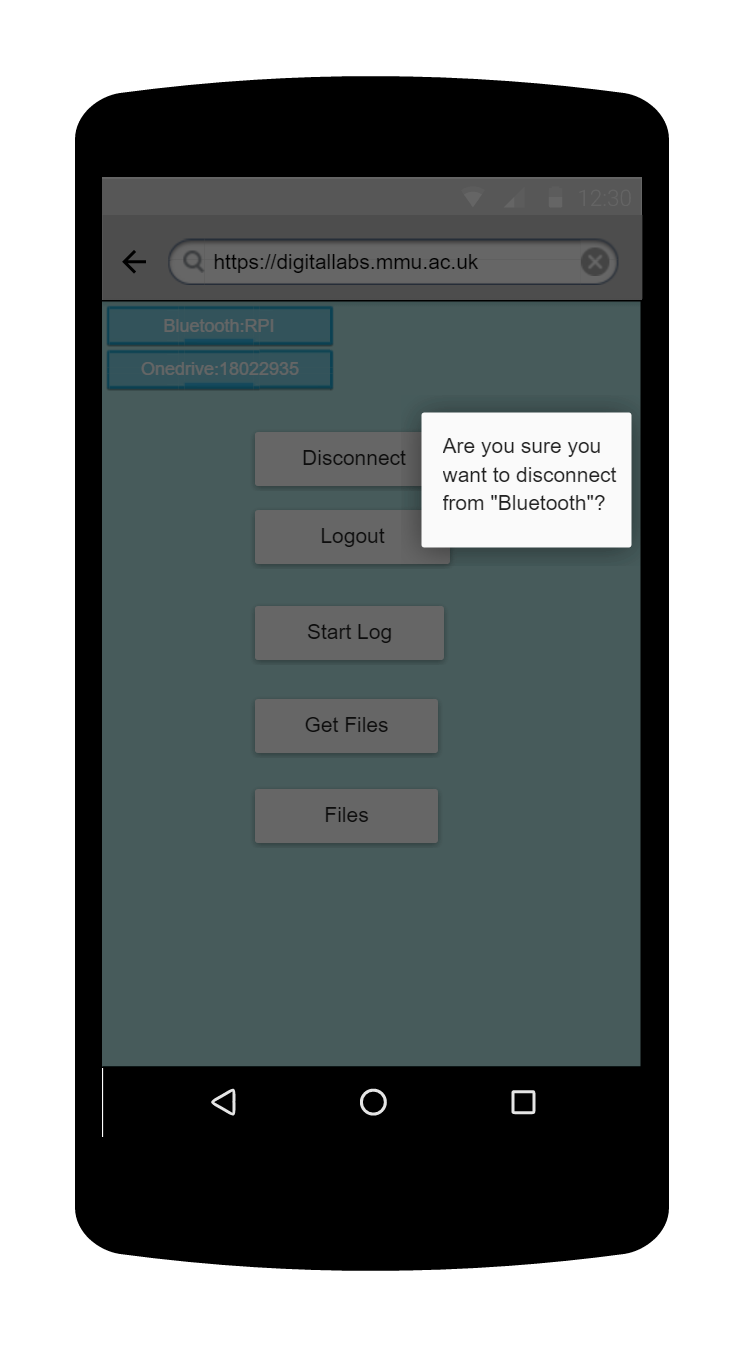 12:30
https://digitallabs.mmu.ac.uk
Bluetooth:RPI
Onedrive:18022935
Disconnect
Are you sure you
want to disconnect
from "Bluetooth"?
Logout
Start Log
Get Files
Files